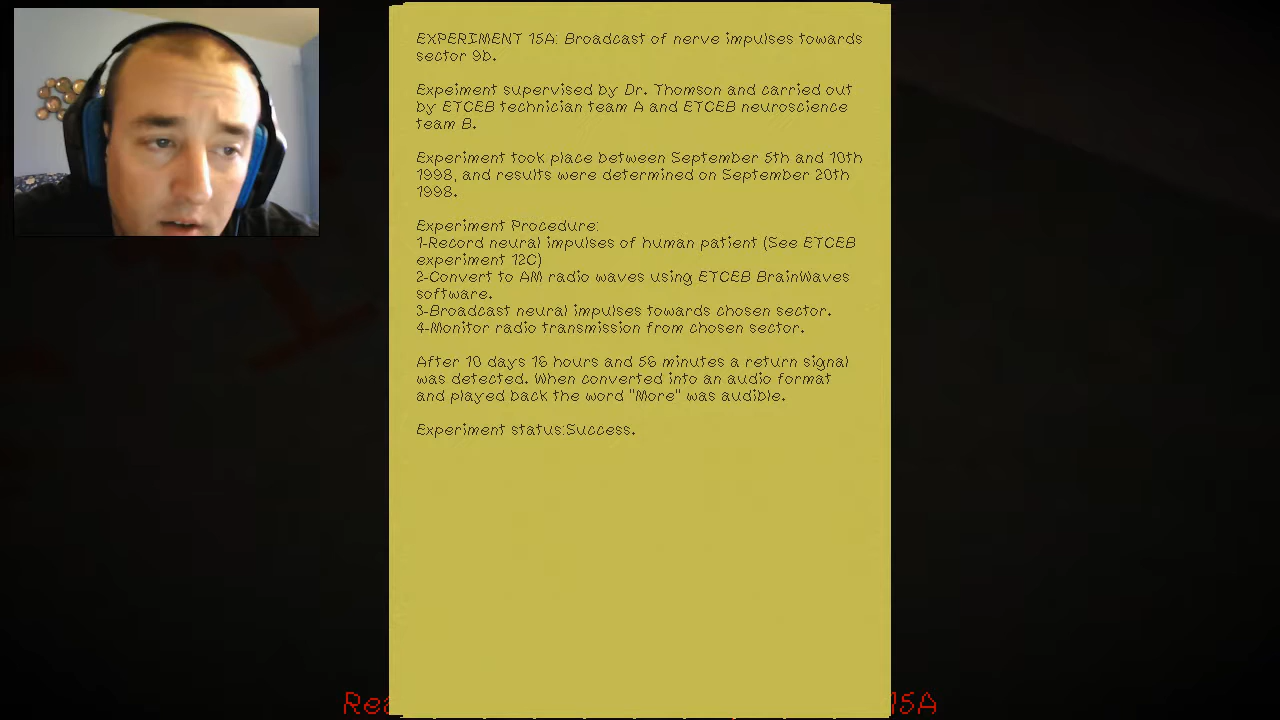 EXPERIMENT 15A: Broadcast of nerve impulses towards
sector 9b.
Expeiment supervised by Dr. Thomson and carried out
by ETCEB technician team A and ETCEB neuroscience
team B.
Experiment took place between September 5th and 10th
1998, and results were determined on September 20th
1998.
Experiment Procedure:
1-Record neural impulses of human patient (See ETCEB
experiment 12C)
2-Convert to AM radio waves using ETCEB BrainWaves
software.
3-Broadcast neural impulses towards chosen sector.
4-Monitor radio transmission from chosen sector.
After 10 days 16 hours and 56 minutes a return signal
was detected. When converted into an audio format
and played back the word "More" was audible.
Experiment status:Success.
15A